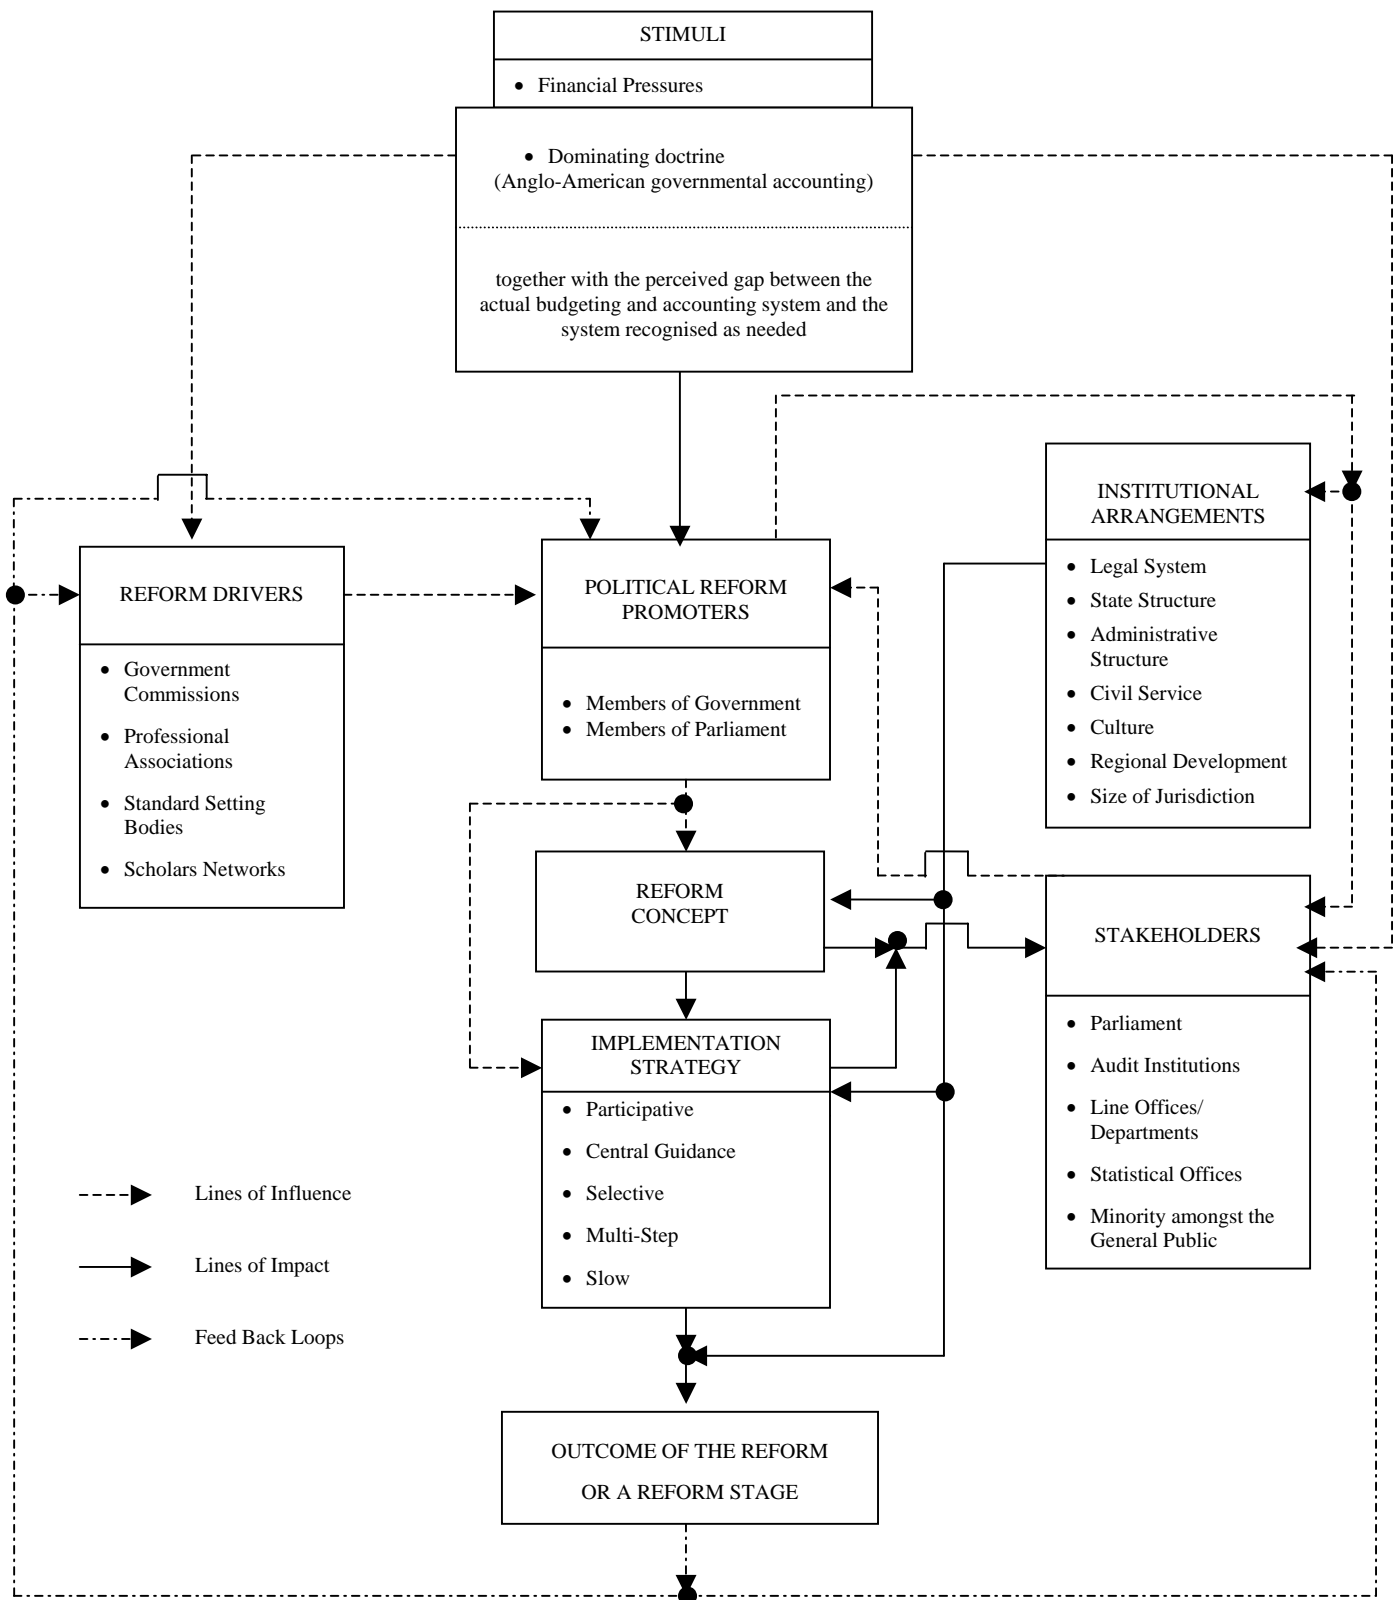 STIMULI
• Financial Pressures
• Dominating doctrine
(Anglo-American governmental accounting)
together with the perceived gap between the
actual budgeting and accounting system and the
system recognised as needed
REFORM DRIVERS
• Government
Commissions
• Professional
Associations
• Standard Setting
Bodies
• Scholars Networks
POLITICAL REFORM
PROMOTERS
• Members of Government
• Members of Parliament
INSTITUTIONAL
ARRANGEMENTS
• Legal System
• State Structure
• Administrative
Structure
• Civil Service
• Culture
• Regional Development
• Size of Jurisdiction
REFORM
CONCEPT
STAKEHOLDERS
• Parliament
• Audit Institutions
• Line Offices/
Departments
• Statistical Offices
• Minority amongst the
General Public
IMPLEMENTATION
STRATEGY
• Participative
• Central Guidance
• Selective
• Multi-Step
• Slow
Lines of Influence
Lines of Impact
Feed Back Loops
OUTCOME OF THE REFORM
OR A REFORM STAGE